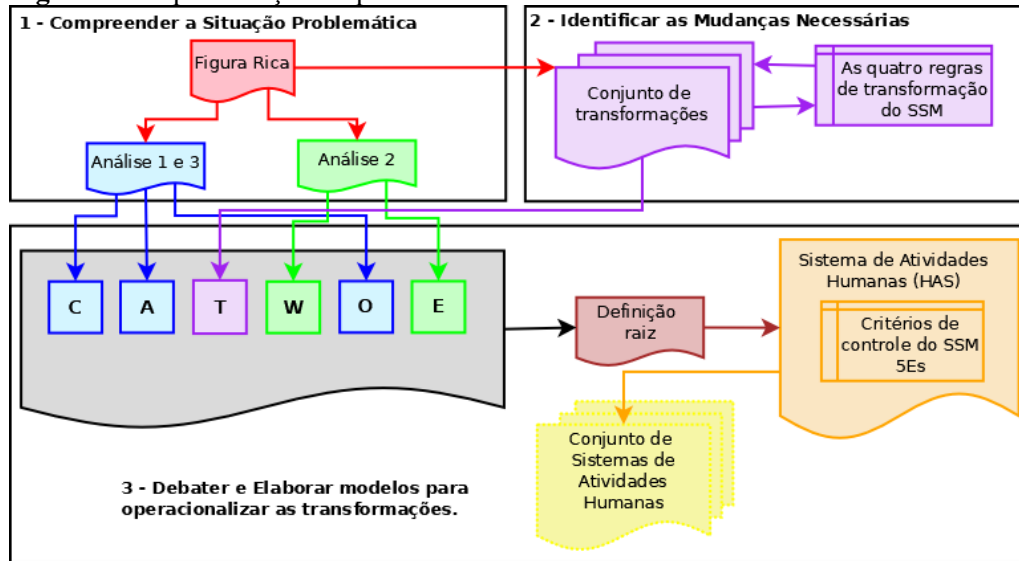 1 - Compreender a Situação Problemática
Figura Rica
Análise 1 e 3
Análise 2
2 - Identificar as Mudanças Necessárias
Conjunto de
transformações
As quatro regras
de transformação
do SSM
C
A
T
W
O
E
Definição
raiz
Sistema de Atividades
Humanas (HAS)
Critérios de
controle do SSM
5Es
Conjunto de
Sistemas de
Atividades
Humanas
3 - Debater e Elaborar modelos para
operacionalizar as transformações.